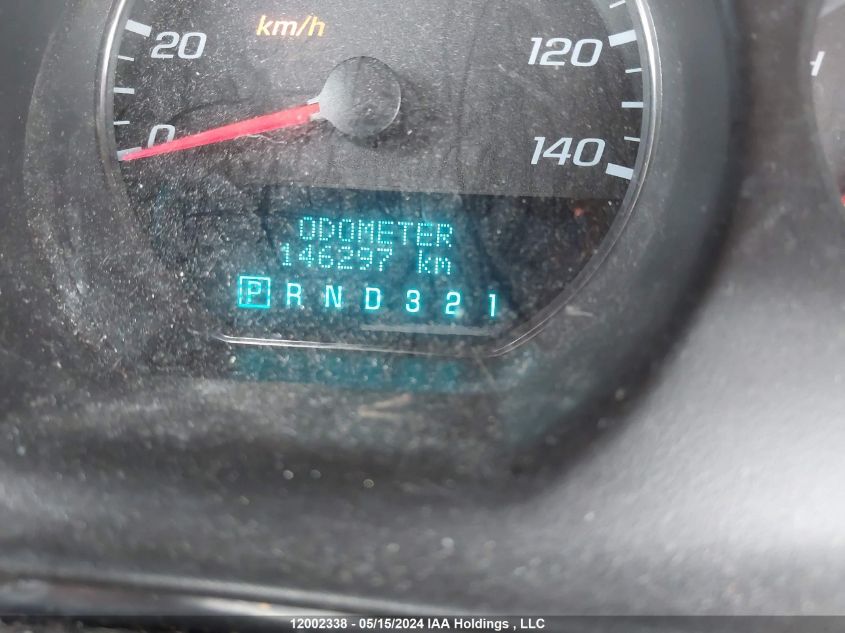 km/h
20
120
0
140
H
ODOMETER
146297 km
P R N D 3 2 1
12002338 - 05/15/2024 IAA Holdings , LLC